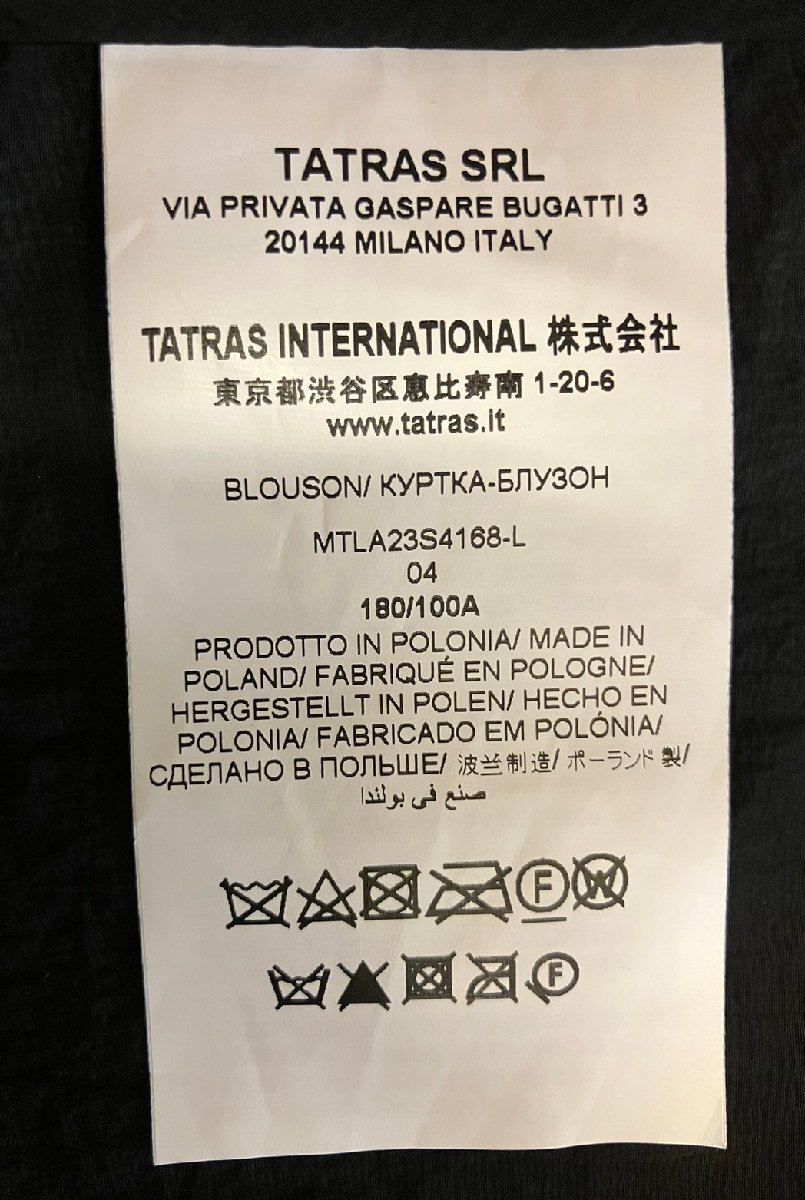 TATRAS SRL
VIA PRIVATA GASPARE BUGATTI 3
20144 MILANO ITALY
TATRAS INTERNATIONAL 株式会社
東京都渋谷区恵比寿南 1-20-6
www.tatras.it
BLOUSON/ КУРТКА-БЛУЗОН
MTLA23S4168-L
04
180/100A
PRODOTTO IN POLONIA/ MADE IN
POLAND/ FABRIQUÉ EN POLOGNE/
HERGESTELLT IN POLEN/ HECHO EN
POLONIA/ FABRICADO EM POLÓNIA/
СДЕЛАНО В ПОЛЬШЕ/ 波兰制造/ ポーランド製/
صنع في بولندا
F W
F